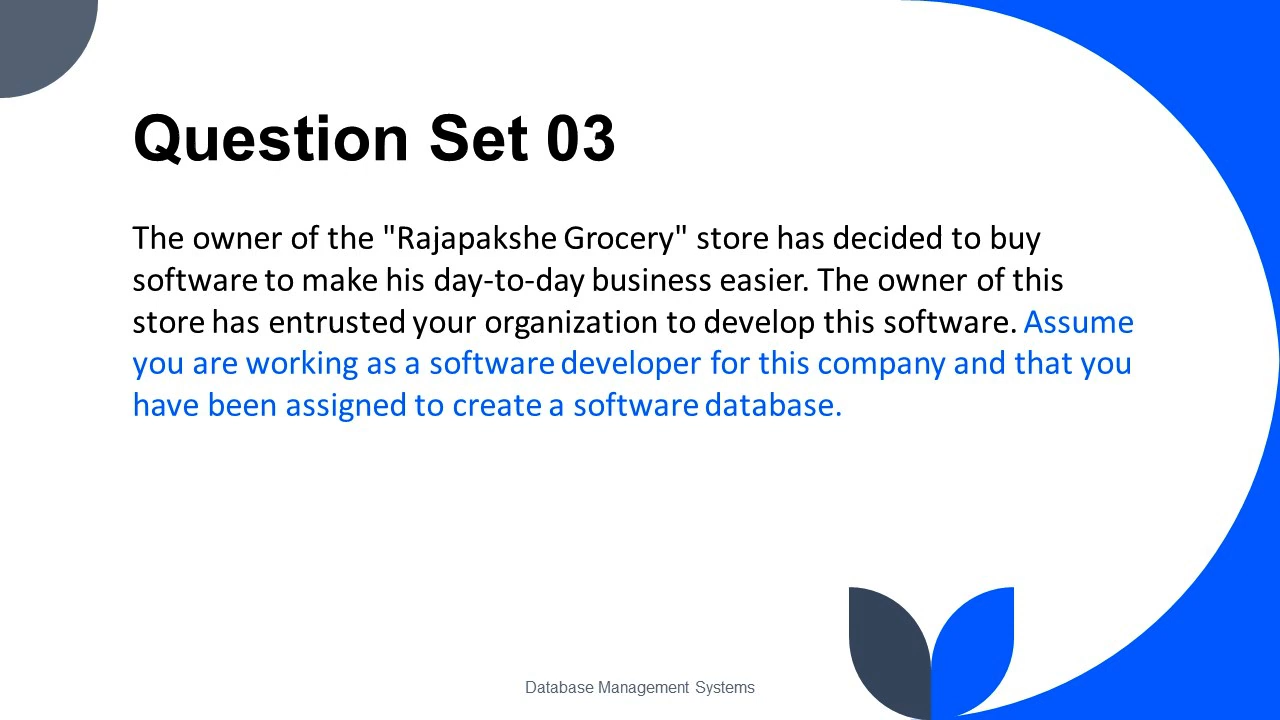 Question Set 03
The owner of the "Rajapakshe Grocery" store has decided to buy
software to make his day-to-day business easier. The owner of this
store has entrusted your organization to develop this software. Assume
you are working as a software developer for this company and that you
have been assigned to create a software database.
Database Management Systems